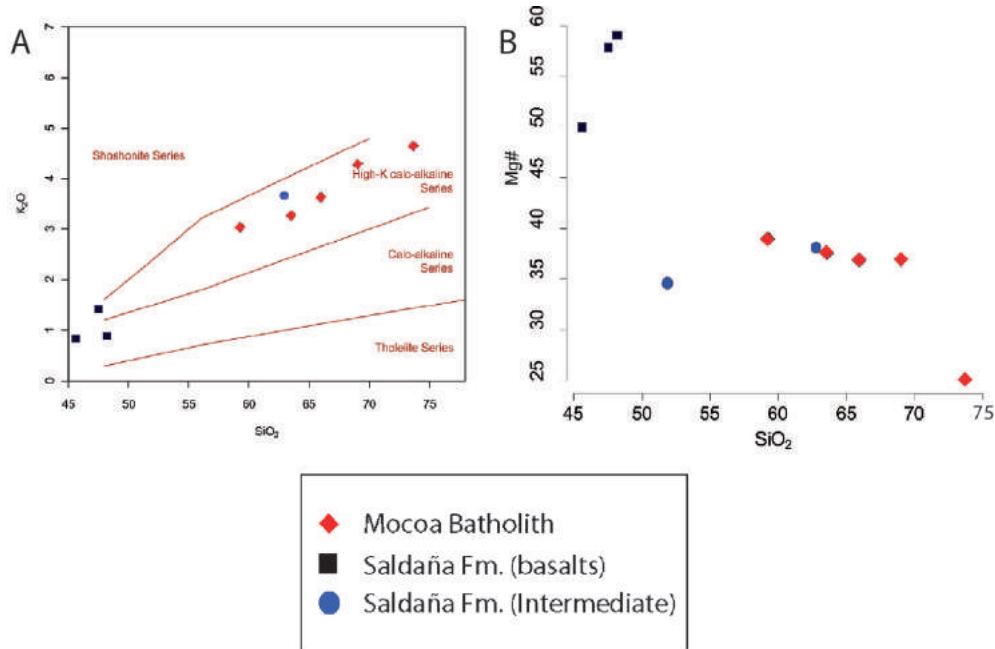 A
7
6
5
4
3
2
1
0
K₂O
Shoshonite Series
High-K calc-alkaline
Series
Calc-alkaline
Series
Tholeiite Series
45 50 55 60 65 70 75
SiO₂
B
60
55
50
45
40
35
30
25
Mg#
45 50 55 60 65 70 75
SiO₂
Mocoa Batholith
Saldaña Fm. (basalts)
Saldaña Fm. (Intermediate)